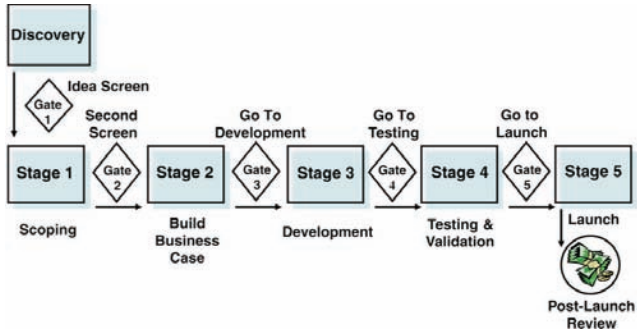 Discovery
Idea Screen
Gate
1
Second
Screen
Go To
Development
Go To
Testing
Go to
Launch
Stage 1
Gate
2
Stage 2
Gate
3
Stage 3
Gate
4
Stage 4
Gate
5
Stage 5
Scoping
Build
Business
Case
Development
Testing &
Validation
Launch
Post-Launch
Review